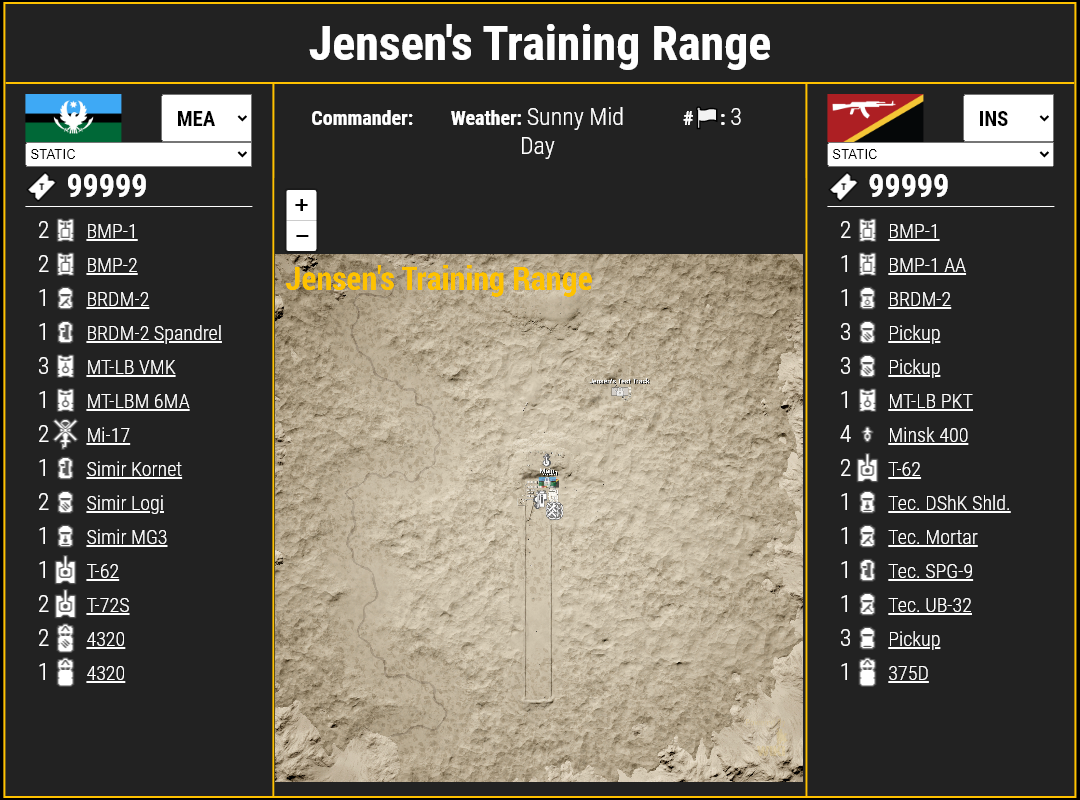 Jensen's Training Range
MEA
STATIC
99999
2 BMP-1
2 BMP-2
1 BRDM-2
1 BRDM-2 Spandrel
3 MT-LB VMK
1 MT-LBM 6MA
2 Mi-17
1 Simir Kornet
2 Simir Logi
1 Simir MG3
1 T-62
2 T-72S
2 4320
1 4320
Commander:
Weather: Sunny Mid
Day
# : 3
+
−
Jensen's Training Range
Jensen's Test Track
Main
INS
STATIC
99999
2 BMP-1
1 BMP-1 AA
1 BRDM-2
3 Pickup
3 Pickup
1 MT-LB PKT
4 Minsk 400
2 T-62
1 Tec. DShK Shld.
1 Tec. Mortar
1 Tec. SPG-9
1 Tec. UB-32
3 Pickup
1 375D